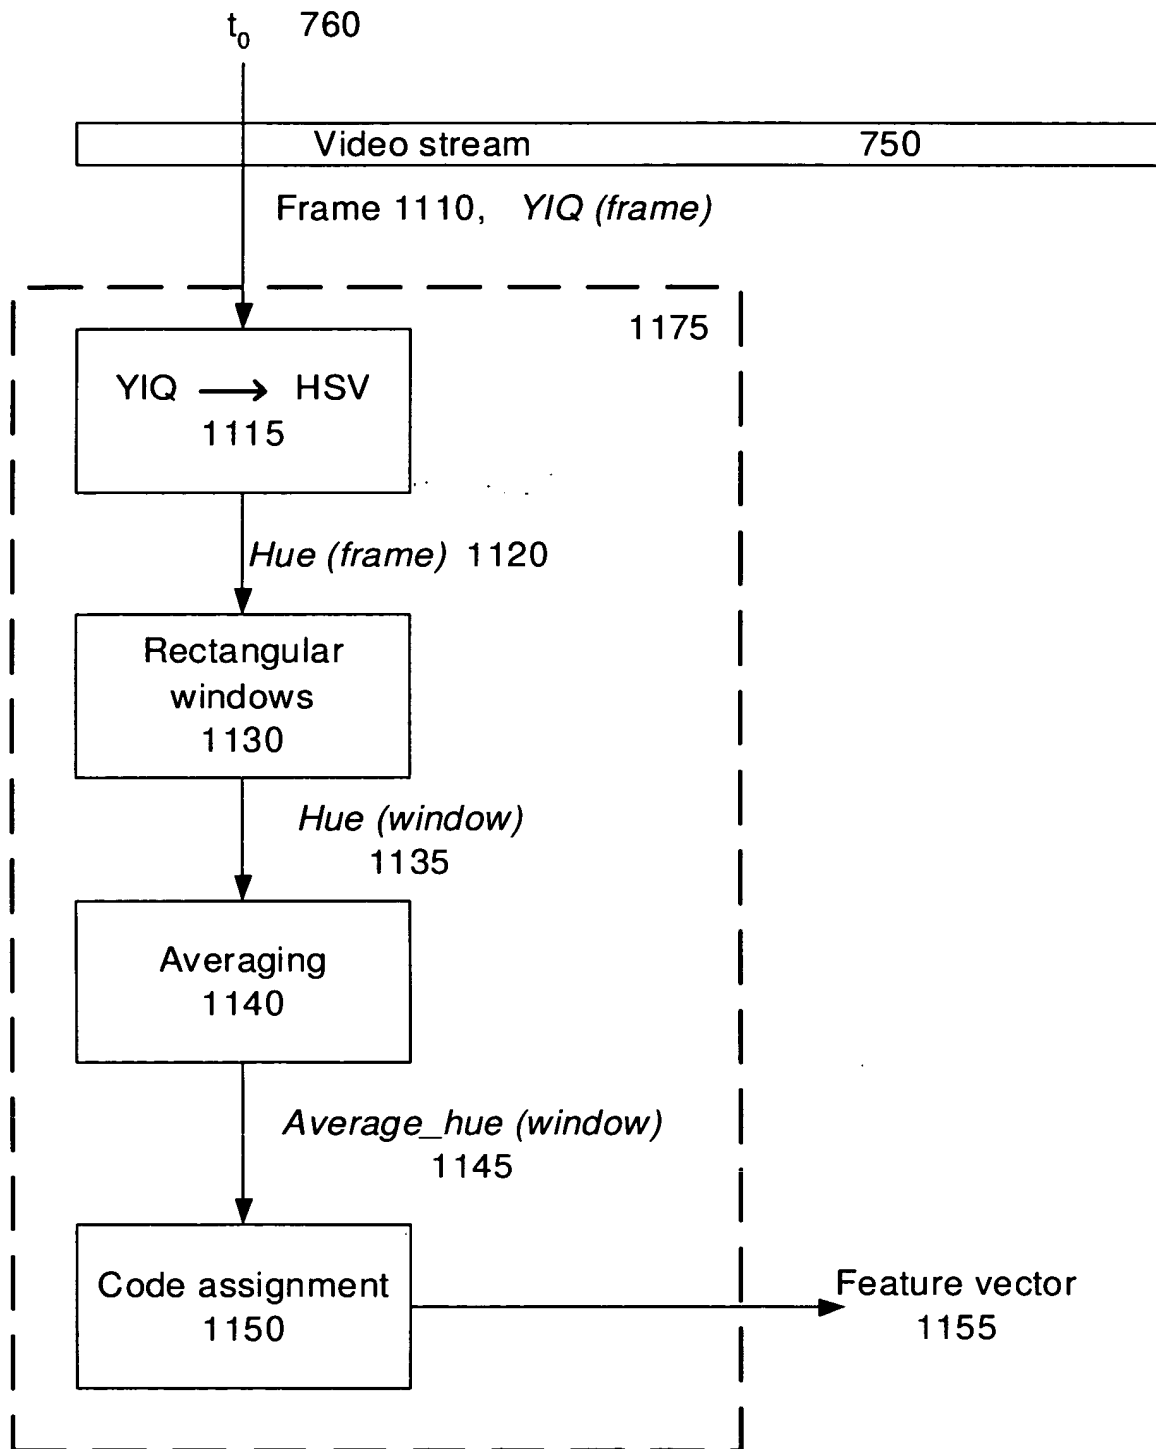 t0 760
Video stream 750
Frame 1110, YIQ (frame)
1175
YIQ → HSV
1115
Hue (frame) 1120
Rectangular
windows
1130
Hue (window)
1135
Averaging
1140
Average_hue (window)
1145
Code assignment
1150
Feature vector
1155